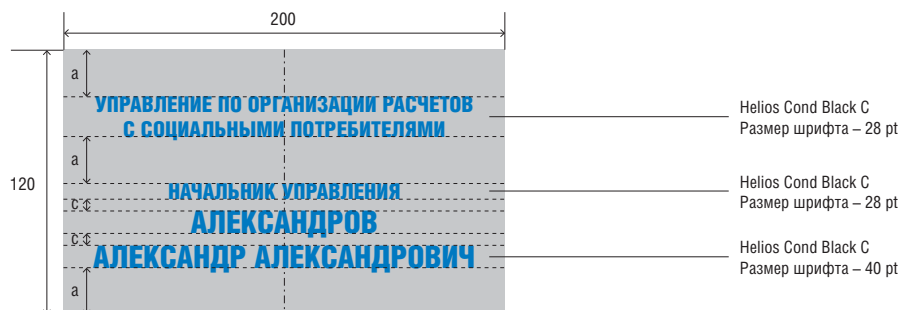 200
a
УПРАВЛЕНИЕ ПО ОРГАНИЗАЦИИ РАСЧЕТОВ
С СОЦИАЛЬНЫМИ ПОТРЕБИТЕЛЯМИ
Helios Cond Black C
Размер шрифта – 28 pt
a
120
НАЧАЛЬНИК УПРАВЛЕНИЯ
Helios Cond Black C
Размер шрифта – 28 pt
c
АЛЕКСАНДРОВ
c
АЛЕКСАНДР АЛЕКСАНДРОВИЧ
Helios Cond Black C
Размер шрифта – 40 pt
a